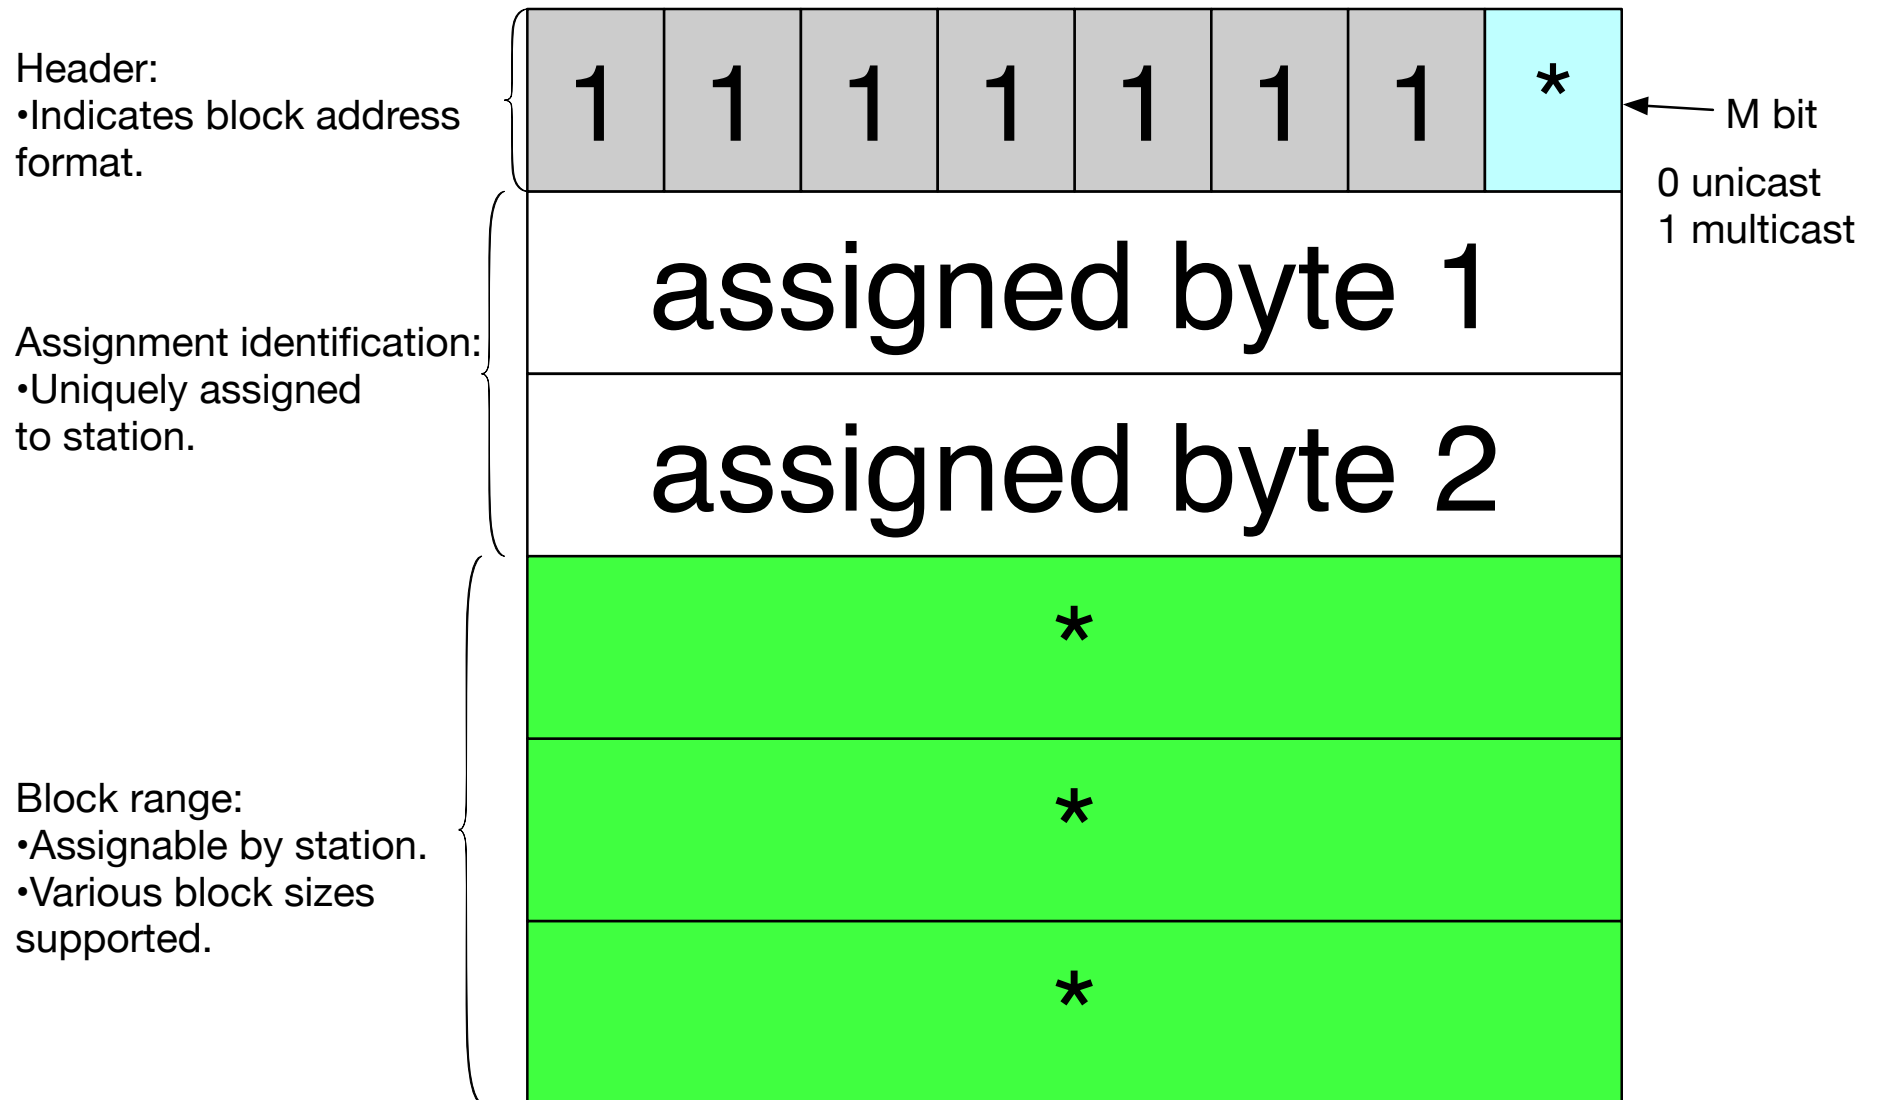 Header:
•Indicates block address
format.
1 1 1 1 1 1 1 *
M bit
0 unicast
1 multicast
assigned byte 1
Assignment identification:
•Uniquely assigned
to station.
assigned byte 2
*
Block range:
•Assignable by station.
•Various block sizes
supported.
*
*